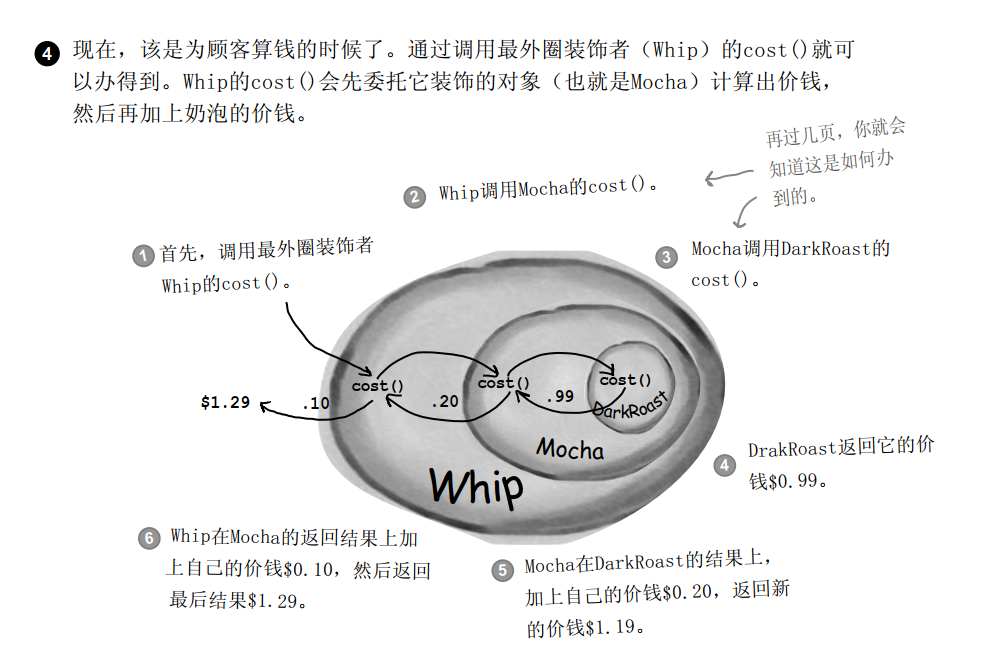 4 现在，该是为顾客算钱的时候了。通过调用最外圈装饰者（Whip）的cost()就可
以办得到。Whip的cost()会先委托它装饰的对象（也就是Mocha）计算出价钱，
然后再加上奶泡的价钱。
再过几页，你就会
知道这是如何办
到的。
2 Whip调用Mocha的cost()。
1 首先，调用最外圈装饰者
Whip的cost()。
3 Mocha调用DarkRoast的
cost()。
cost() cost() cost()
$1.29 .10 .20 .99
DarkRoast
Mocha
Whip
4 DrakRoast返回它的价
钱$0.99。
6 Whip在Mocha的返回结果上加
上自己的价钱$0.10，然后返回
最后结果$1.29。
5 Mocha在DarkRoast的结果上，
加上自己的价钱$0.20，返回新
的价钱$1.19。